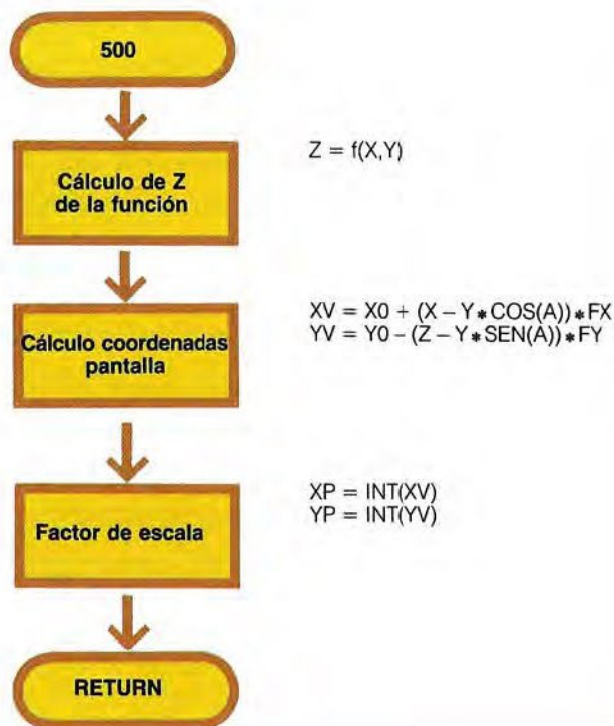 500
Cálculo de Z
de la función
Z = f(X,Y)
Cálculo coordenadas
pantalla
XV = X0 + (X – Y * COS(A)) * FX
YV = Y0 – (Z – Y * SEN(A)) * FY
Factor de escala
XP = INT(XV)
YP = INT(YV)
RETURN